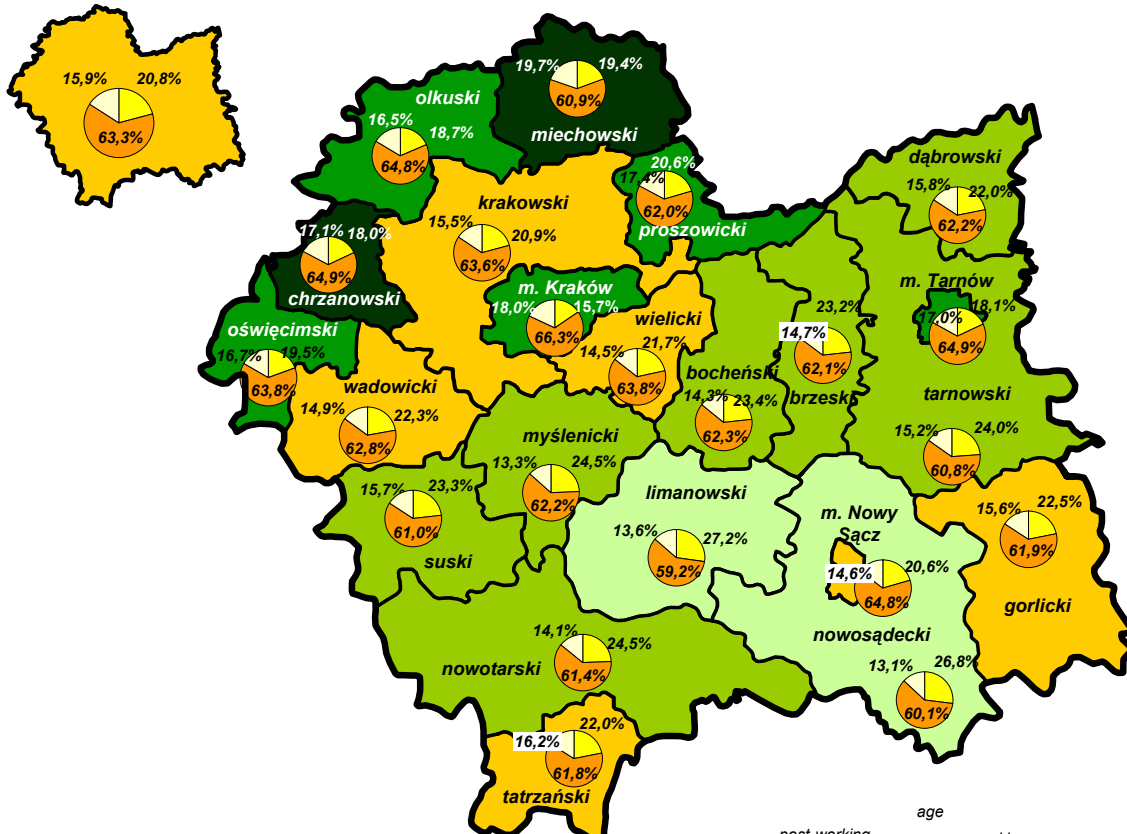 15,9% 20,8%
63,3%
19,7% 19,4%
60,9%
miechowski
olkuski
16,5% 18,7%
64,8%
20,6%
17,4%
62,0%
proszowicki
dąbrowski
15,8% 22,0%
62,2%
krakowski
15,5% 20,9%
63,6%
17,1% 18,0%
64,9%
chrzanowski
m. Kraków
18,0% 15,7%
66,3%
wielicki
14,5% 21,7%
63,8%
oświęcimski
16,7% 19,5%
63,8%
wadowicki
14,9% 22,3%
62,8%
bocheński
14,3% 23,4%
62,3%
23,2%
14,7%
62,1%
brzeski
m. Tarnów
17,0% 18,1%
64,9%
tarnowski
15,2% 24,0%
60,8%
myślenicki
13,3% 24,5%
62,2%
15,7% 23,3%
61,0%
suski
limanowski
13,6% 27,2%
59,2%
m. Nowy
Sącz
14,6% 20,6%
64,8%
nowosądecki
13,1% 26,8%
60,1%
15,6% 22,5%
61,9%
gorlicki
nowotarski
14,1% 24,5%
61,4%
22,0%
16,2%
61,8%
tatrzański
age
post-working